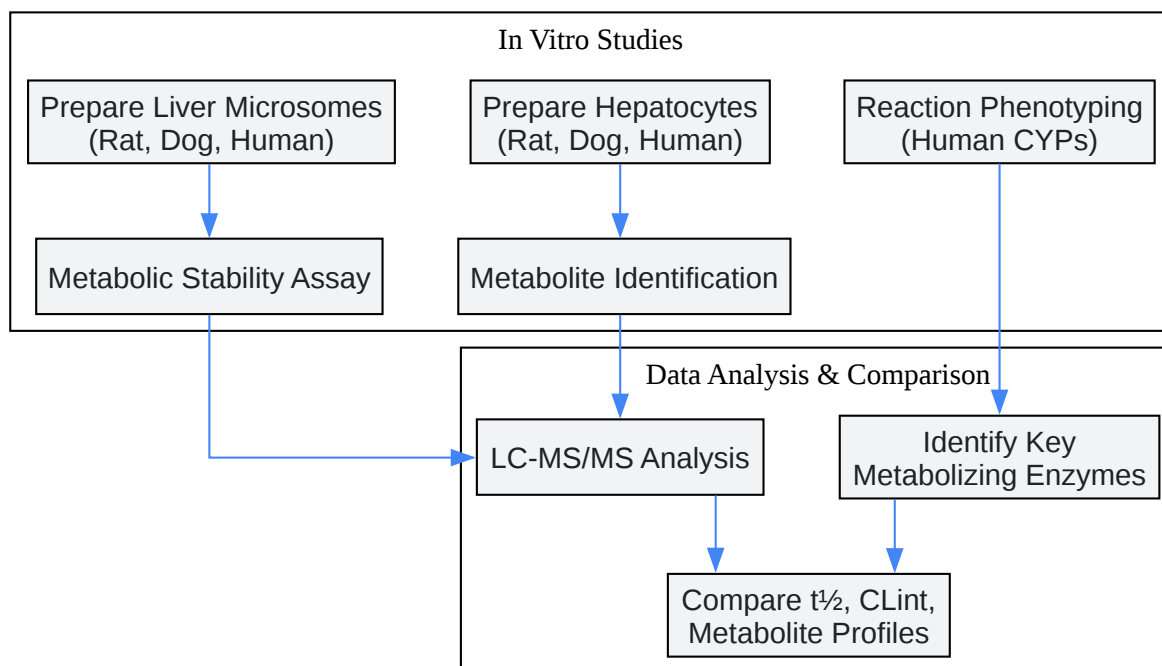 In Vitro Studies
Prepare Liver Microsomes
(Rat, Dog, Human)
Prepare Hepatocytes
(Rat, Dog, Human)
Reaction Phenotyping
(Human CYPs)
Metabolic Stability Assay
Metabolite Identification
Data Analysis & Comparison
LC-MS/MS Analysis
Identify Key
Metabolizing Enzymes
Compare t½, CLint,
Metabolite Profiles